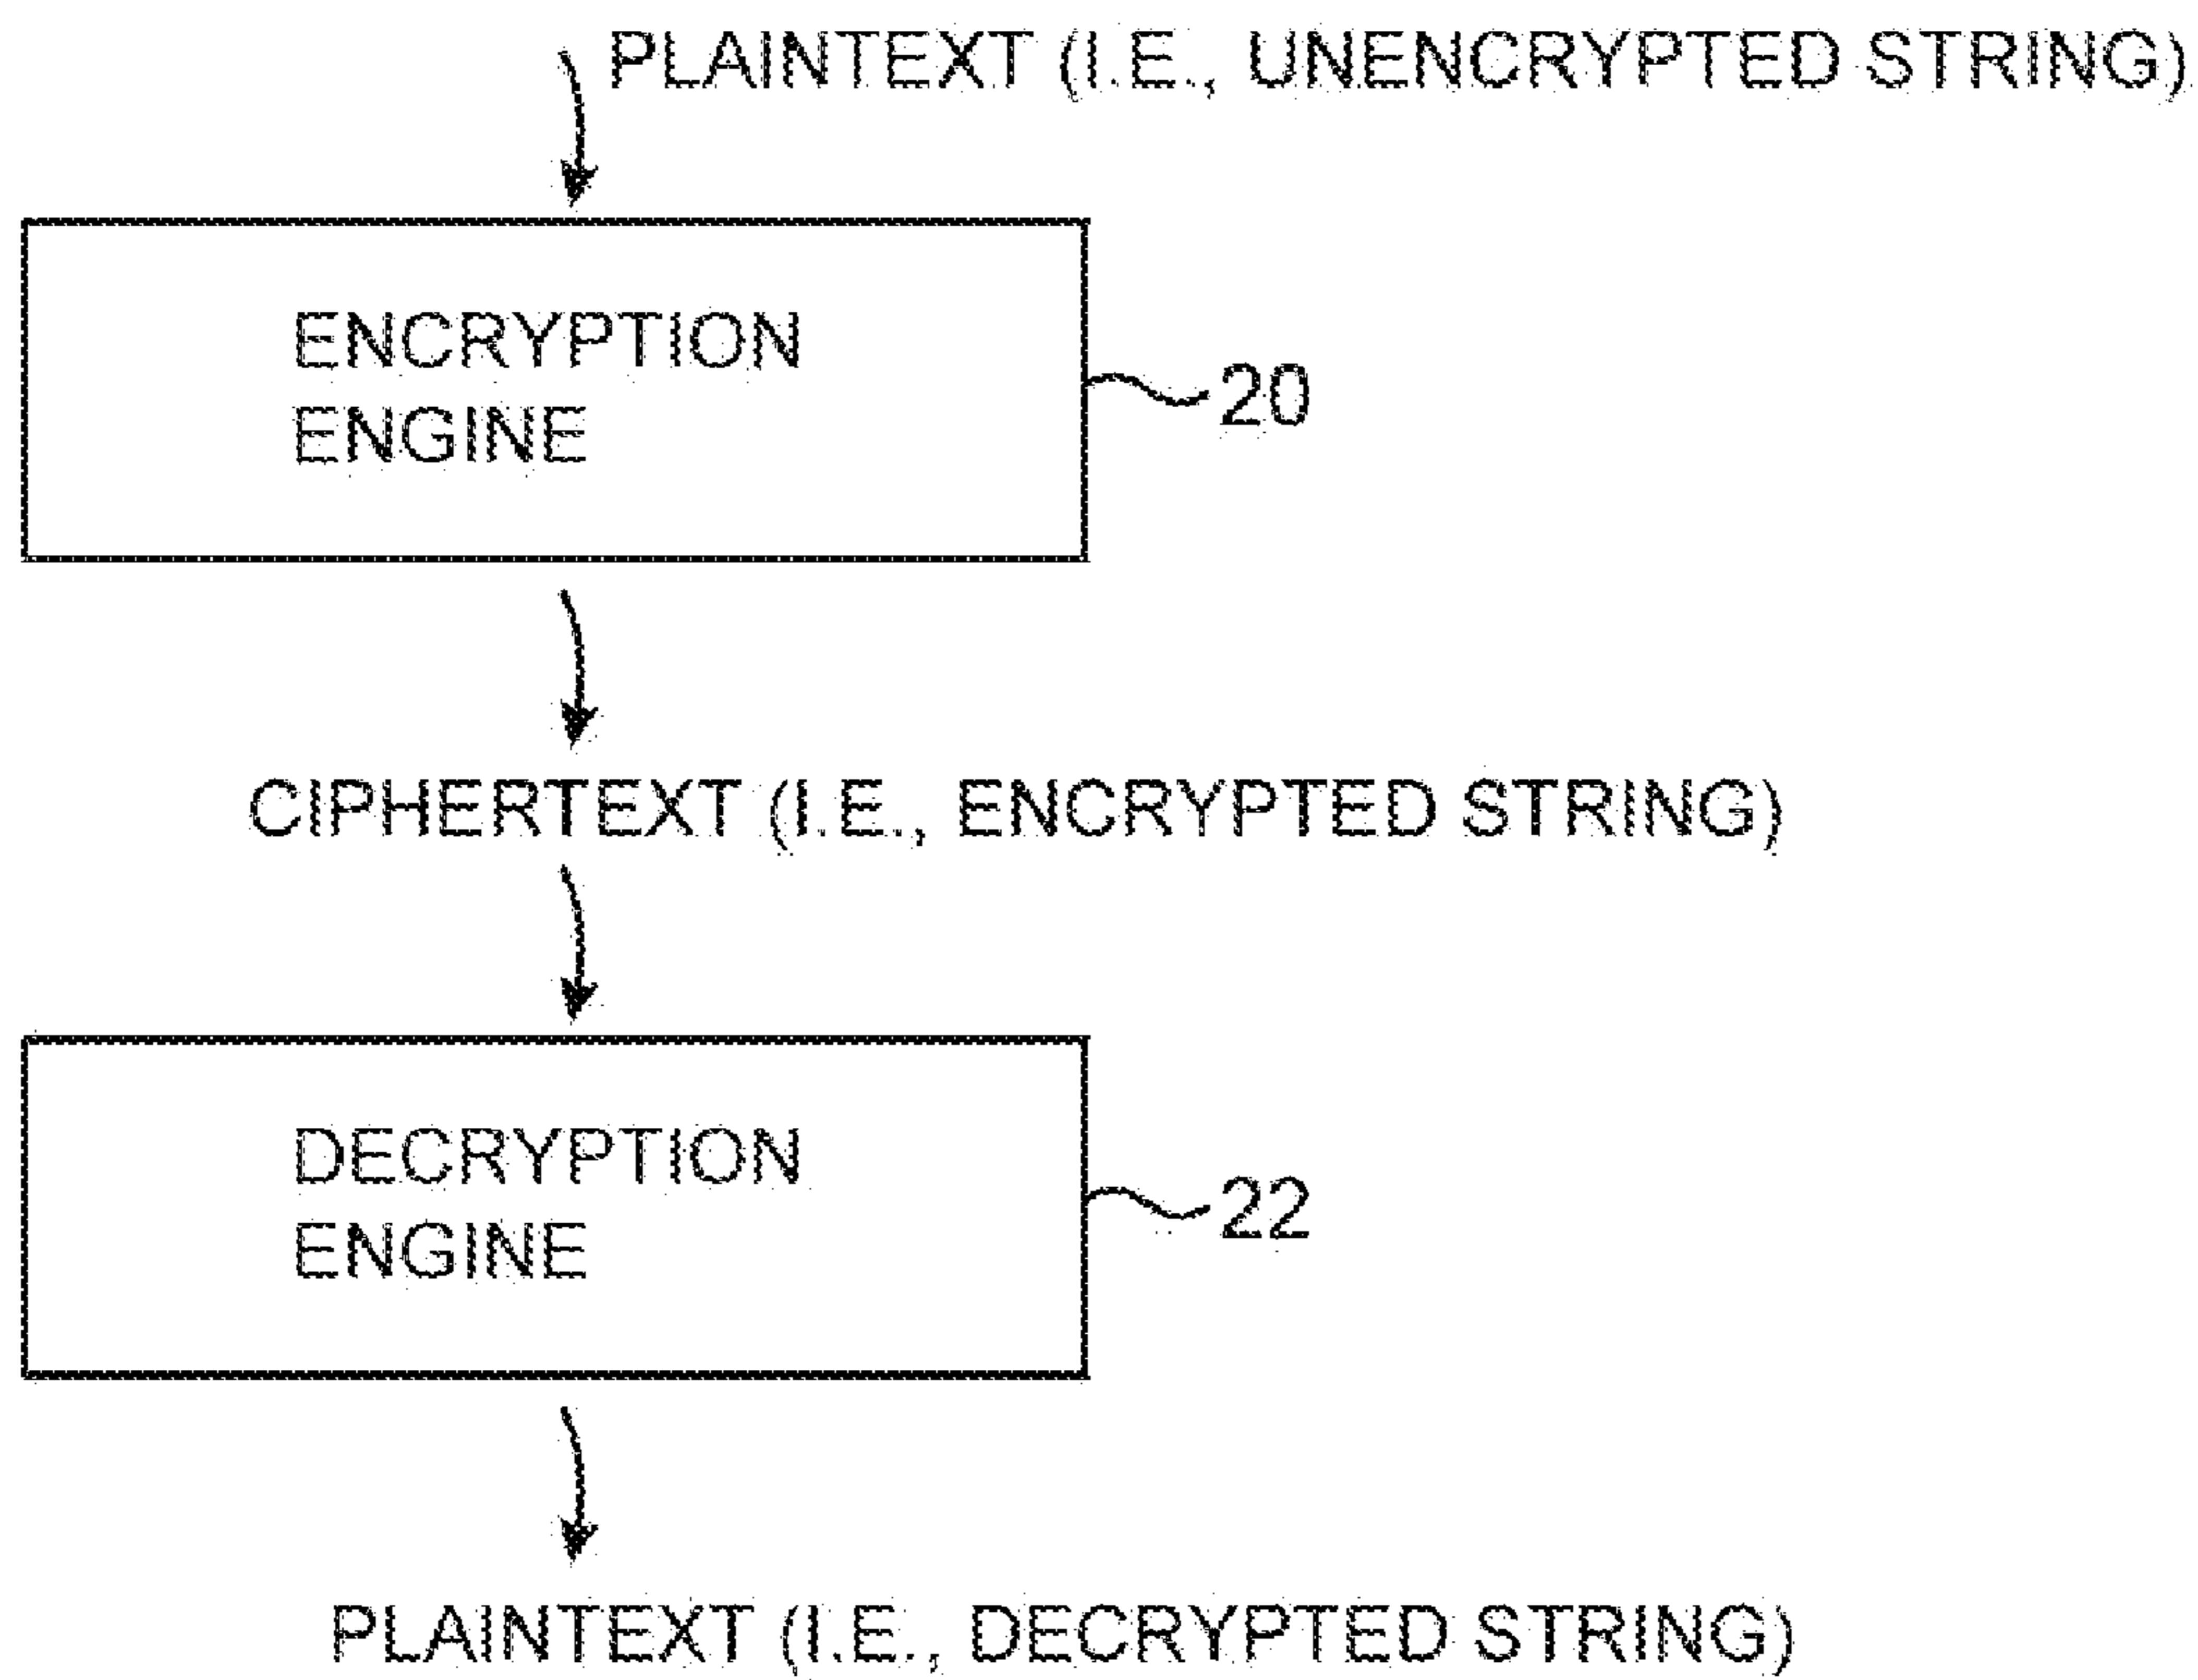 PLAINTEXT (I.E., UNENCRYPTED STRING)
ENCRYPTION
ENGINE
20
CIPHERTEXT (I.E., ENCRYPTED STRING)
DECRYPTION
ENGINE
22
PLAINTEXT (I.E., DECRYPTED STRING)